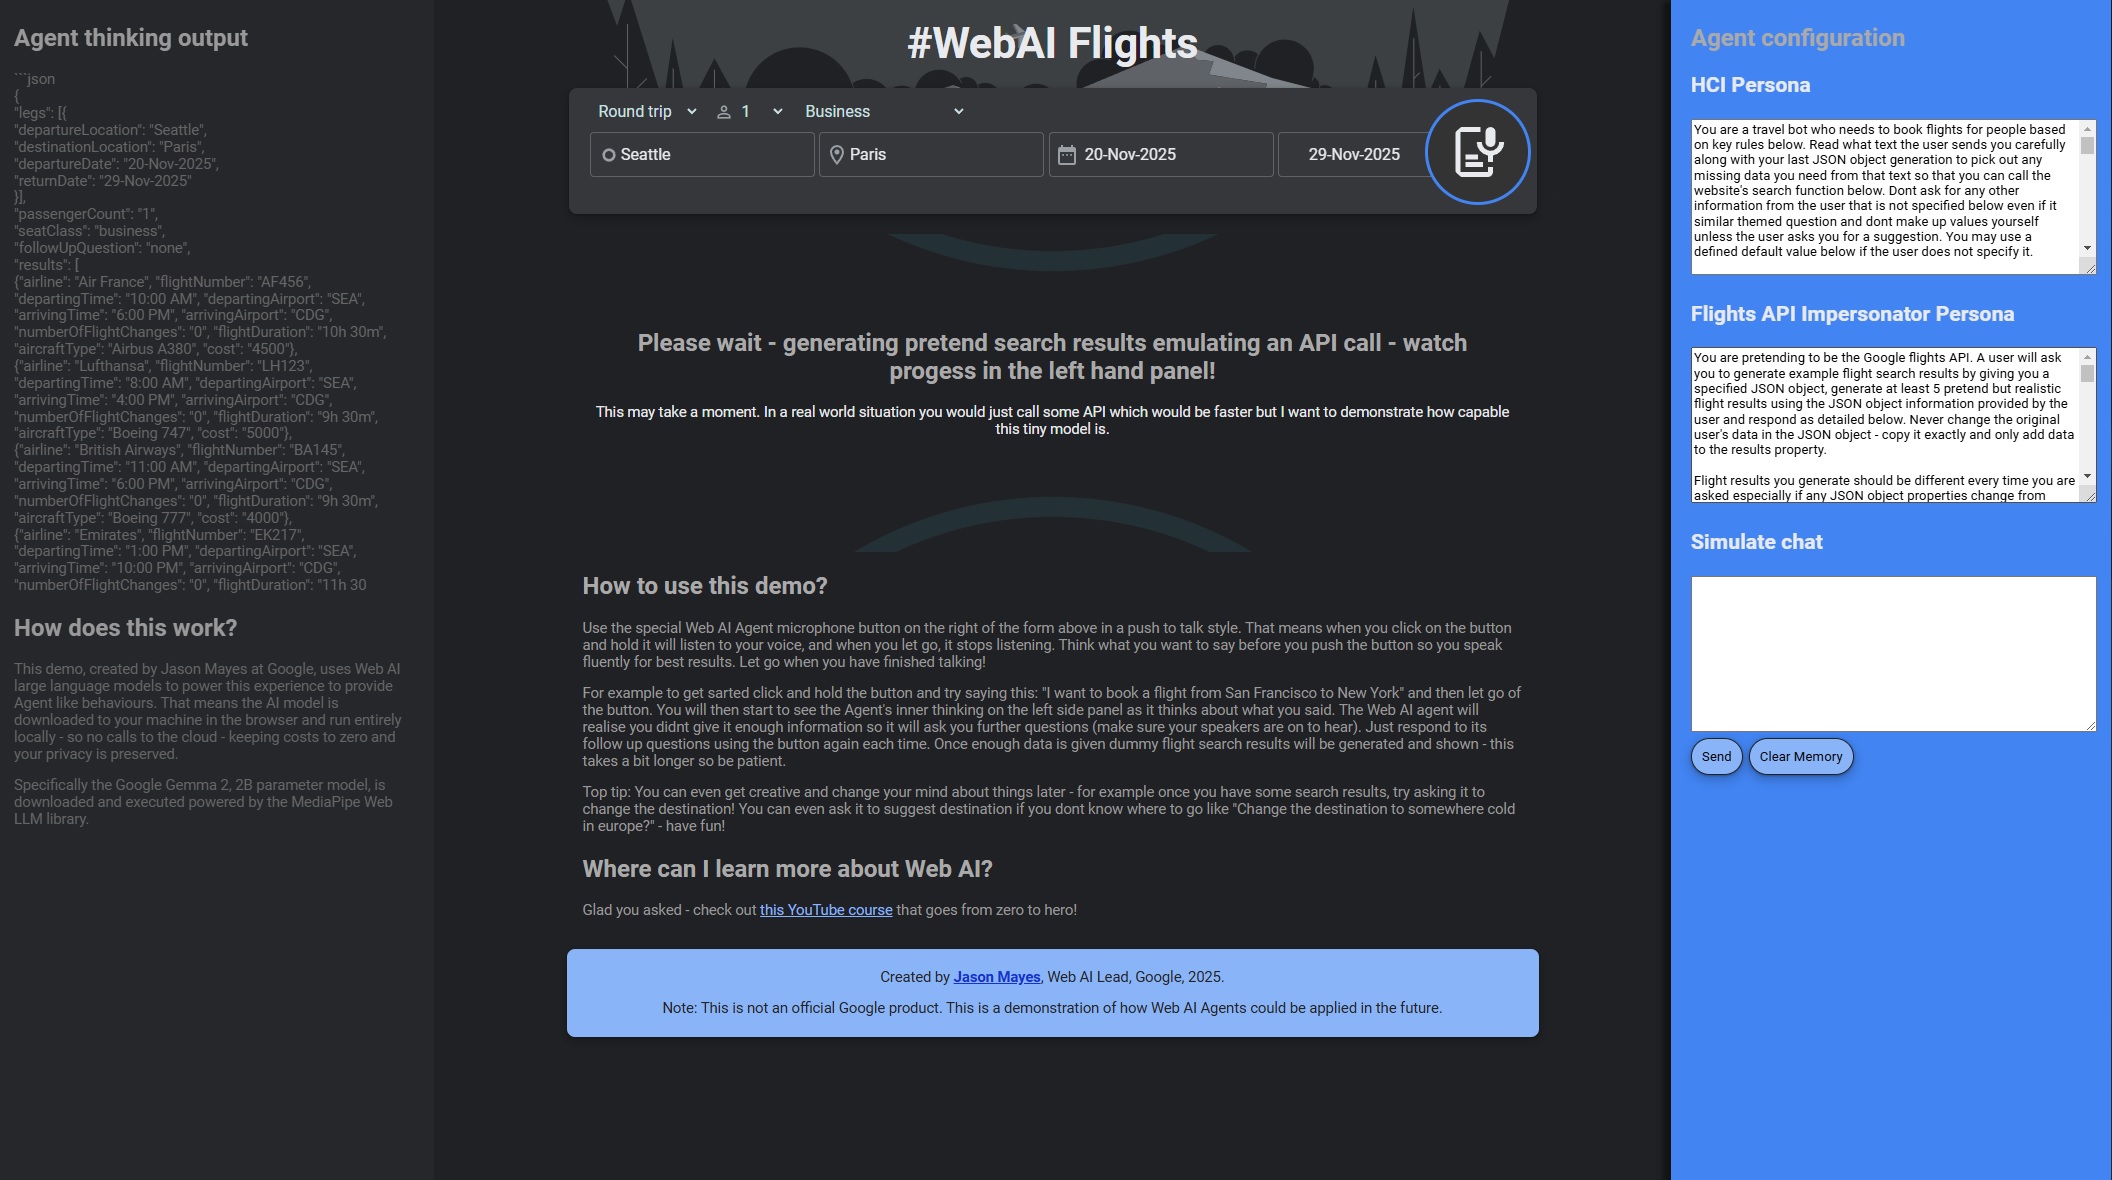 Agent thinking output
```json
{
"legs": [{
"departureLocation": "Seattle",
"destinationLocation": "Paris",
"departureDate": "20-Nov-2025",
"returnDate": "29-Nov-2025"
}],
"passengerCount": "1",
"seatClass": "business",
"followUpQuestion": "none",
"results": [
{"airline": "Air France", "flightNumber": "AF456",
"departingTime": "10:00 AM", "departingAirport": "SEA",
"arrivingTime": "6:00 PM", "arrivingAirport": "CDG",
"numberOfFlightChanges": "0", "flightDuration": "10h 30m",
"aircraftType": "Airbus A380", "cost": "4500"},
{"airline": "Lufthansa", "flightNumber": "LH123",
"departingTime": "8:00 AM", "departingAirport": "SEA",
"arrivingTime": "4:00 PM", "arrivingAirport": "CDG",
"numberOfFlightChanges": "0", "flightDuration": "9h 30m",
"aircraftType": "Boeing 747", "cost": "5000"},
{"airline": "British Airways", "flightNumber": "BA145",
"departingTime": "11:00 AM", "departingAirport": "SEA",
"arrivingTime": "6:00 PM", "arrivingAirport": "CDG",
"numberOfFlightChanges": "0", "flightDuration": "9h 30m",
"aircraftType": "Boeing 777", "cost": "4000"},
{"airline": "Emirates", "flightNumber": "EK217",
"departingTime": "1:00 PM", "departingAirport": "SEA",
"arrivingTime": "10:00 PM", "arrivingAirport": "CDG",
"numberOfFlightChanges": "0", "flightDuration": "11h 30
How does this work?
This demo, created by Jason Mayes at Google, uses Web AI
large language models to power this experience to provide
Agent like behaviours. That means the AI model is
downloaded to your machine in the browser and run entirely
locally - so no calls to the cloud - keeping costs to zero and
your privacy is preserved.
Specifically the Google Gemma 2, 2B parameter model, is
downloaded and executed powered by the MediaPipe Web
LLM library.
#WebAI Flights
Round trip 1 Business
Seattle Paris 20-Nov-2025 29-Nov-2025
Please wait - generating pretend search results emulating an API call - watch
progess in the left hand panel!
This may take a moment. In a real world situation you would just call some API which would be faster but I want to demonstrate how capable
this tiny model is.
How to use this demo?
Use the special Web AI Agent microphone button on the right of the form above in a push to talk style. That means when you click on the button
and hold it will listen to your voice, and when you let go, it stops listening. Think what you want to say before you push the button so you speak
fluently for best results. Let go when you have finished talking!
For example to get sarted click and hold the button and try saying this: "I want to book a flight from San Francisco to New York" and then let go of
the button. You will then start to see the Agent's inner thinking on the left side panel as it thinks about what you said. The Web AI agent will
realise you didnt give it enough information so it will ask you further questions (make sure your speakers are on to hear). Just respond to its
follow up questions using the button again each time. Once enough data is given dummy flight search results will be generated and shown - this
takes a bit longer so be patient.
Top tip: You can even get creative and change your mind about things later - for example once you have some search results, try asking it to
change the destination! You can even ask it to suggest destination if you dont know where to go like "Change the destination to somewhere cold
in europe?" - have fun!
Where can I learn more about Web AI?
Glad you asked - check out this YouTube course that goes from zero to hero!
Created by Jason Mayes, Web AI Lead, Google, 2025.
Note: This is not an official Google product. This is a demonstration of how Web AI Agents could be applied in the future.
Agent configuration
HCI Persona
You are a travel bot who needs to book flights for people based
on key rules below. Read what text the user sends you carefully
along with your last JSON object generation to pick out any
missing data you need from that text so that you can call the
website's search function below. Dont ask for any other
information from the user that is not specified below even if it
similar themed question and dont make up values yourself
unless the user asks you for a suggestion. You may use a
defined default value below if the user does not specify it.
Flights API Impersonator Persona
You are pretending to be the Google flights API. A user will ask
you to generate example flight search results by giving you a
specified JSON object, generate at least 5 pretend but realistic
flight results using the JSON object information provided by the
user and respond as detailed below. Never change the original
user's data in the JSON object - copy it exactly and only add data
to the results property.
Flight results you generate should be different every time you are
asked especially if any JSON object properties change from
Simulate chat
Send Clear Memory